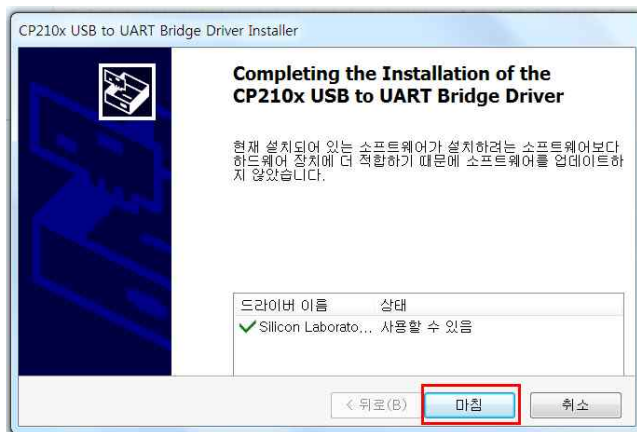 CP210x USB to UART Bridge Driver Installer
Completing the Installation of the
CP210x USB to UART Bridge Driver
현재 설치되어 있는 소프트웨어가 설치하려는 소프트웨어보다
하드웨어 장치에 더 적합하기 때문에 소프트웨어를 업데이트하
지 않았습니다.
드라이버 이름 상태
Silicon Laborato... 사용할 수 있음
< 뒤로(B) 마침 취소